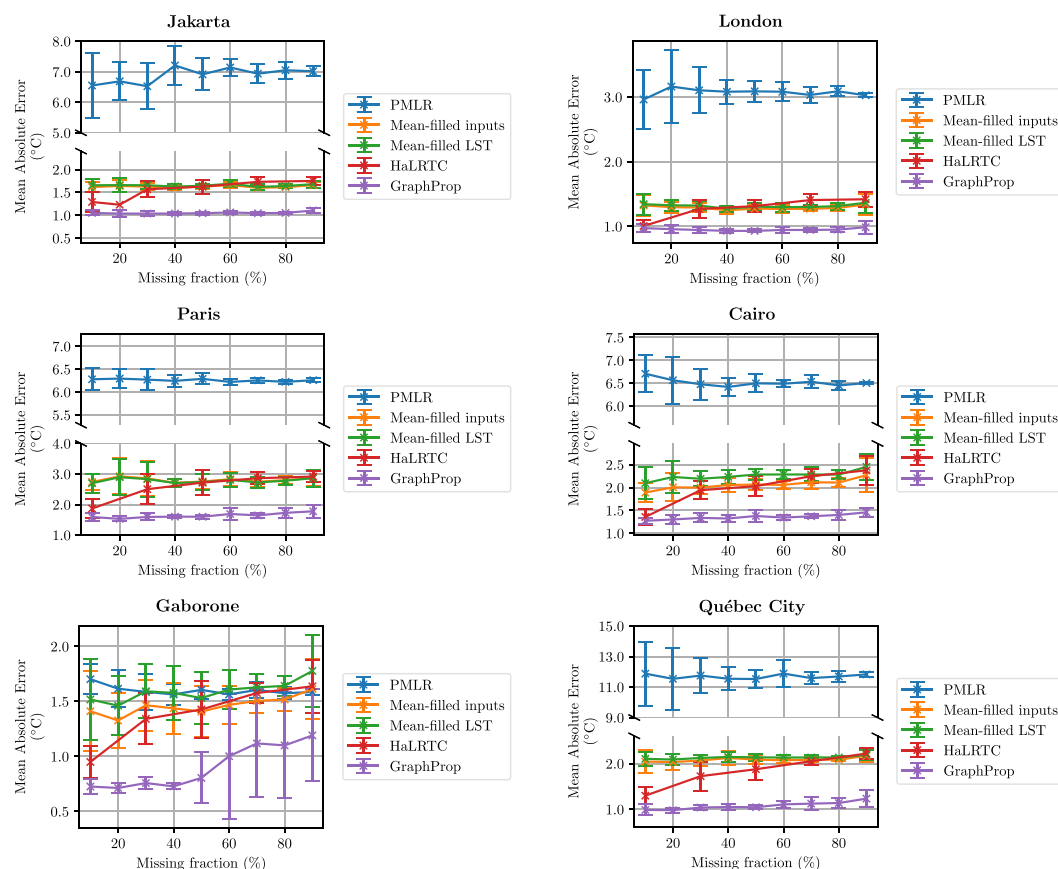 Jakarta
8.0
7.0
6.0
5.0
2.0
1.5
1.0
0.5
Mean Absolute Error
(°C)
20
40
60
80
Missing fraction (%)
PMLR
Mean-filled inputs
Mean-filled LST
HaLRTC
GraphProp
London
3.0
2.0
1.0
Mean Absolute Error
(°C)
20
40
60
80
Missing fraction (%)
PMLR
Mean-filled inputs
Mean-filled LST
HaLRTC
GraphProp
Paris
7.0
6.5
6.0
5.5
4.0
3.0
2.0
1.0
Mean Absolute Error
(°C)
20
40
60
80
Missing fraction (%)
PMLR
Mean-filled inputs
Mean-filled LST
HaLRTC
GraphProp
Cairo
7.5
7.0
6.5
6.0
2.5
2.0
1.5
1.0
Mean Absolute Error
(°C)
20
40
60
80
Missing fraction (%)
PMLR
Mean-filled inputs
Mean-filled LST
HaLRTC
GraphProp
Gaborone
2.0
1.5
1.0
0.5
Mean Absolute Error
(°C)
20
40
60
80
Missing fraction (%)
PMLR
Mean-filled inputs
Mean-filled LST
HaLRTC
GraphProp
Québec City
15.0
13.0
11.0
9.0
2.0
1.0
Mean Absolute Error
(°C)
20
40
60
80
Missing fraction (%)
PMLR
Mean-filled inputs
Mean-filled LST
HaLRTC
GraphProp